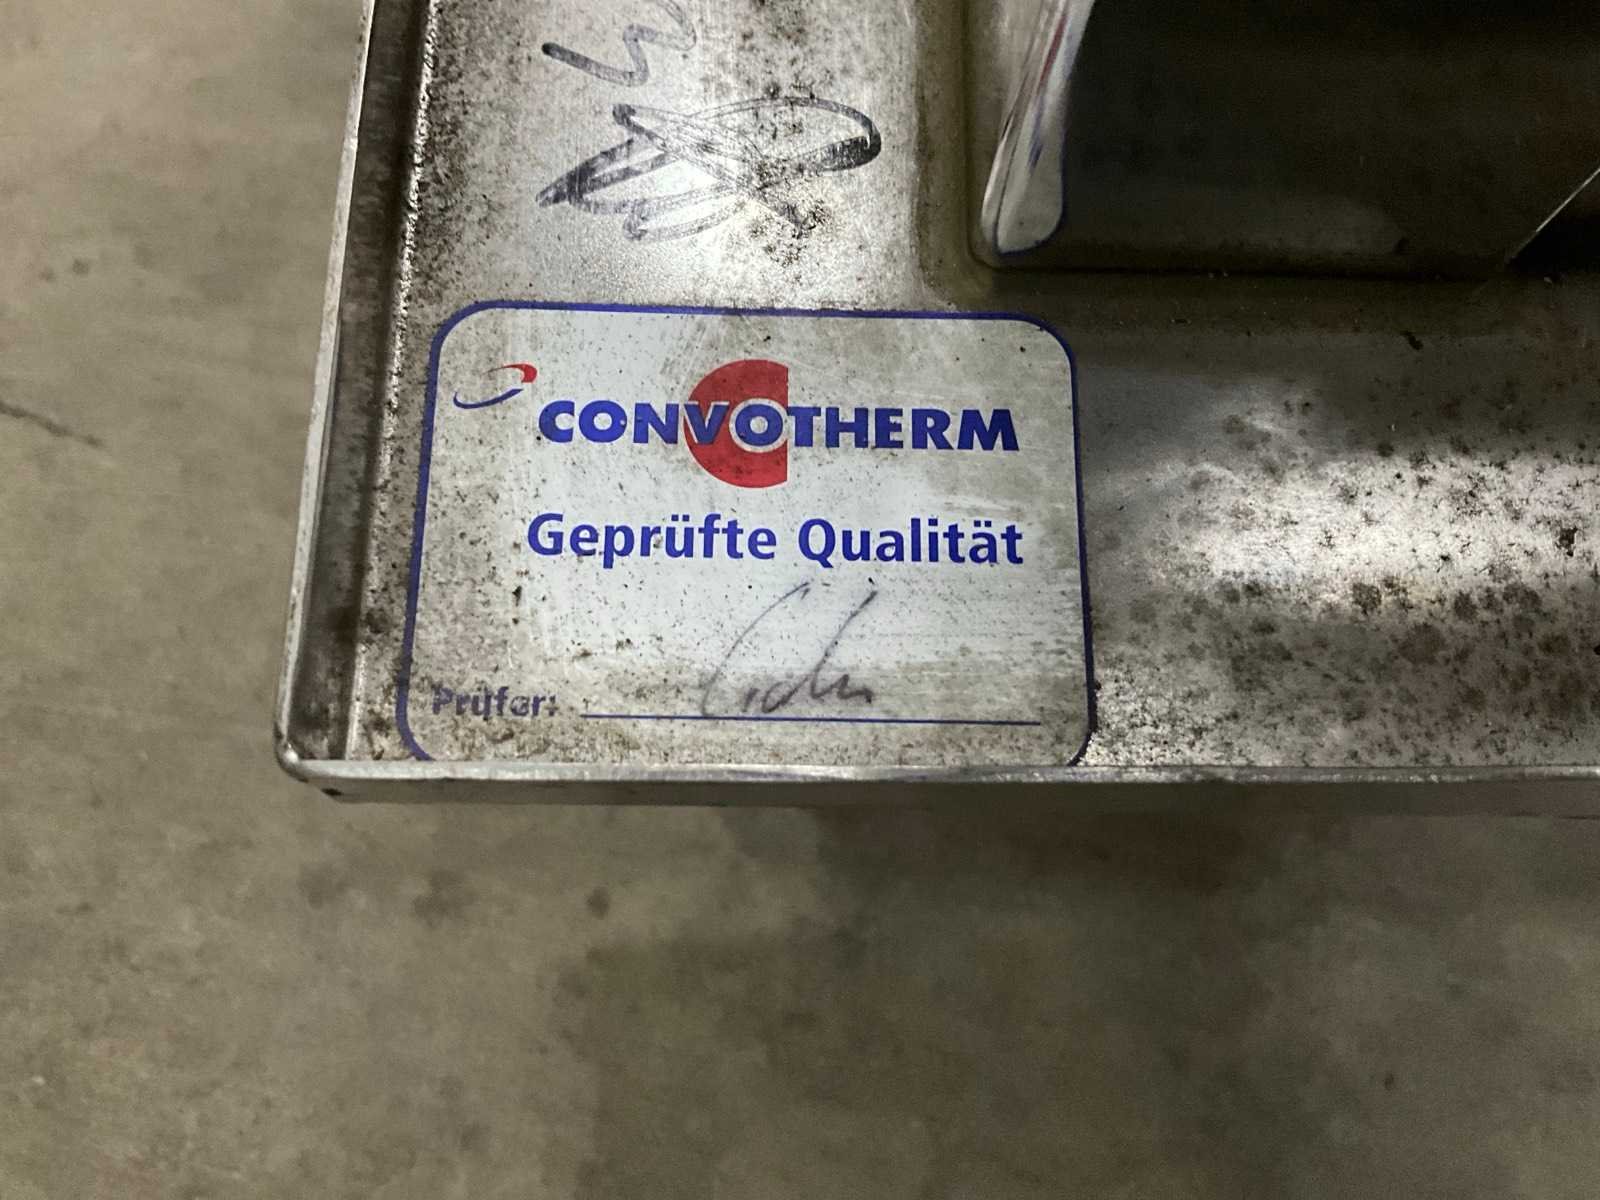 CONVOTHERM
Geprüfte Qualität
Prüfer: